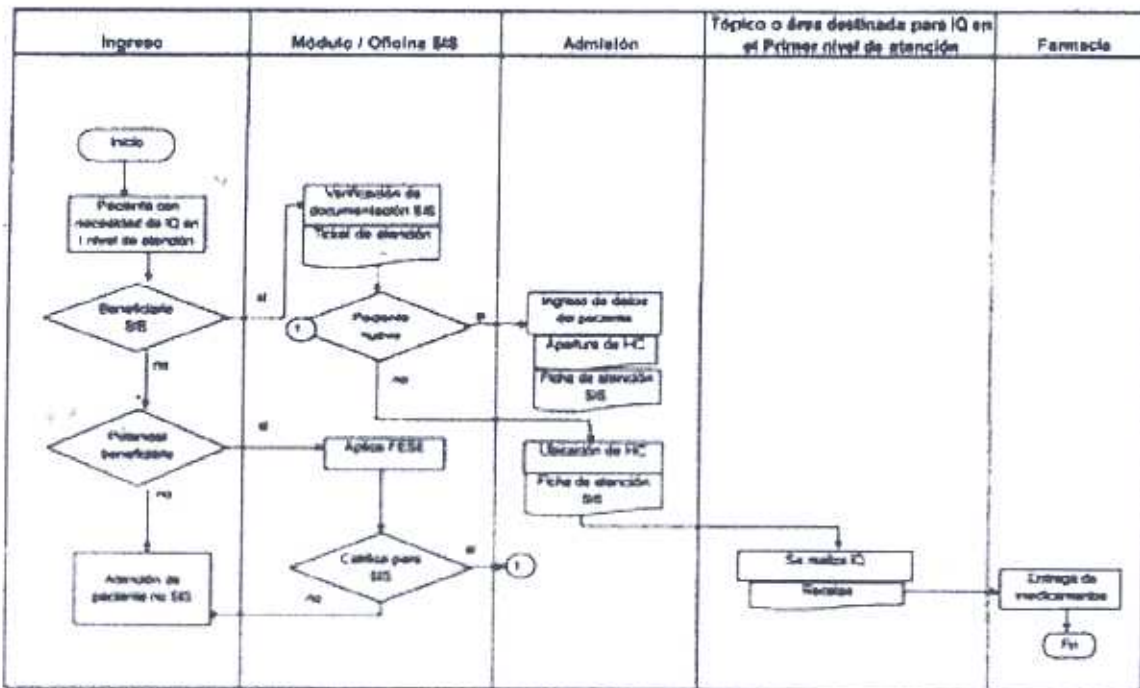 Ingreso
Módulo / Oficina SIS
Admisión
Tópico o área destinada para IQ en
el Primer nivel de atención
Farmacia
Inicio
Paciente con
necesidad de IQ en
I nivel de atención
Beneficiario
SIS
si
no
Potencial
beneficiario
si
no
Atención de
paciente no SIS
Verificación de
documentación SIS
Ticket de atención
1
Paciente
nuevo
si
no
Aplica FESE
Califica para
SIS
si
no
1
Ingreso de datos
del paciente
Apertura de HC
Ficha de atención
SIS
Ubicación de HC
Ficha de atención
SIS
Se realiza IQ
Recetas
Entrega de
medicamentos
Fin